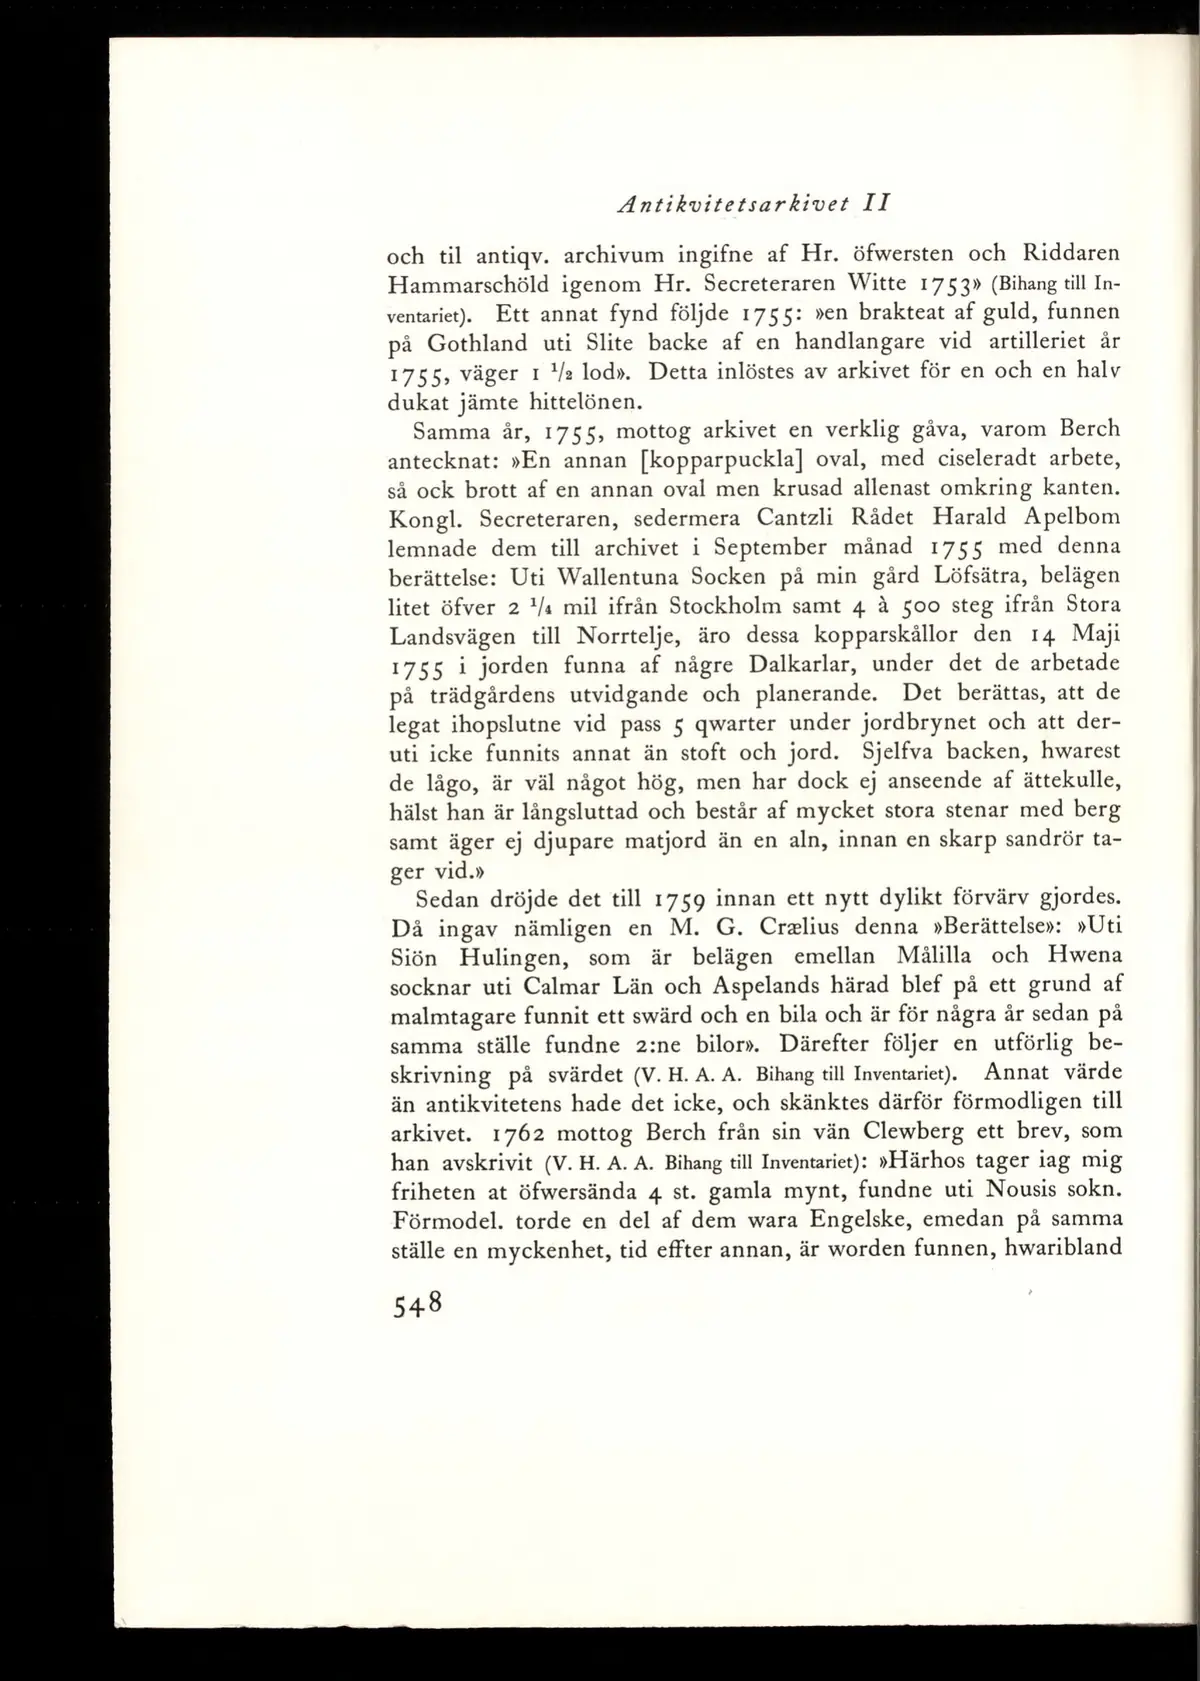 Antikvitetsarkivet II
och til antiqv. archivum ingifne af Hr. öfwersten och Riddaren
Hammarschöld igenom Hr. Secreteraren Witte 1753» (Bihang till In-
ventariet). Ett annat fynd följde 1755: »en brakteat af guld, funnen
på Gothland uti Slite backe af en handlangare vid artilleriet år
1755, väger 1 1/2 lod». Detta inlöstes av arkivet för en och en halv
dukat jämte hittelönen.
Samma år, 1755, mottog arkivet en verklig gåva, varom Berch
antecknat: »En annan [kopparpuckla] oval, med ciseleradt arbete,
så ock brott af en annan oval men krusad allenast omkring kanten.
Kongl. Secreteraren, sedermera Cantzli Rådet Harald Apelbom
lemnade dem till archivet i September månad 1755 med denna
berättelse: Uti Wallentuna Socken på min gård Löfsätra, belägen
litet öfver 2 1/4 mil ifrån Stockholm samt 4 à 500 steg ifrån Stora
Landsvägen till Norrtelje, äro dessa kopparskållor den 14 Maji
1755 i jorden funna af någre Dalkarlar, under det de arbetade
på trädgårdens utvidgande och planerande. Det berättas, att de
legat ihopslutne vid pass 5 qwarter under jordbrynet och att der-
uti icke funnits annat än stoft och jord. Sjelfva backen, hwarest
de lågo, är väl något hög, men har dock ej anseende af ättekulle,
hälst han är långsluttad och består af mycket stora stenar med berg
samt äger ej djupare matjord än en aln, innan en skarp sandrör ta-
ger vid.»
Sedan dröjde det till 1759 innan ett nytt dylikt förvärv gjordes.
Då ingav nämligen en M. G. Crælius denna »Berättelse»: »Uti
Siön Hulingen, som är belägen emellan Målilla och Hwena
socknar uti Calmar Län och Aspelands härad blef på ett grund af
malmtagare funnit ett swärd och en bila och är för några år sedan på
samma ställe fundne 2:ne bilor». Därefter följer en utförlig be-
skrivning på svärdet (V. H. A. A. Bihang till Inventariet). Annat värde
än antikvitetens hade det icke, och skänktes därför förmodligen till
arkivet. 1762 mottog Berch från sin vän Clewberg ett brev, som
han avskrivit (V. H. A. A. Bihang till Inventariet): »Härhos tager iag mig
friheten at öfwersända 4 st. gamla mynt, fundne uti Nousis sokn.
Förmodel. torde en del af dem wara Engelske, emedan på samma
ställe en myckenhet, tid effter annan, är worden funnen, hwaribland
548